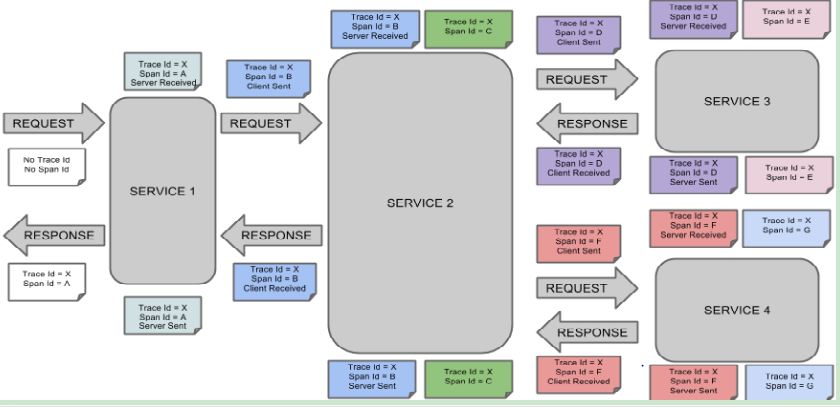 Trace Id = X
Span Id = B
Server Received
Trace Id = X
Span Id = C
Trace Id = X
Span Id = D
Client Sent
Trace Id = X
Span Id = D
Server Received
Trace Id = X
Span Id = E
Trace Id = X
Span Id = A
Server Received
Trace Id = X
Span Id = B
Client Sent
REQUEST
REQUEST
REQUEST
SERVICE 3
RESPONSE
No Trace Id
No Span Id
SERVICE 1
SERVICE 2
Trace Id = X
Span Id = D
Client Received
Trace Id = X
Span Id = D
Server Sent
Trace Id = X
Span Id = E
RESPONSE
RESPONSE
Trace Id = X
Span Id = F
Client Sent
Trace Id = X
Span Id = F
Server Received
Trace Id = X
Span Id = G
Trace Id = X
Span Id = A
Trace Id = X
Span Id = B
Client Received
REQUEST
SERVICE 4
RESPONSE
Trace Id = X
Span Id = A
Server Sent
Trace Id = X
Span Id = B
Server Sent
Trace Id = X
Span Id = C
Trace Id = X
Span Id = F
Client Received
Trace Id = X
Span Id = F
Server Sent
Trace Id = X
Span Id = G